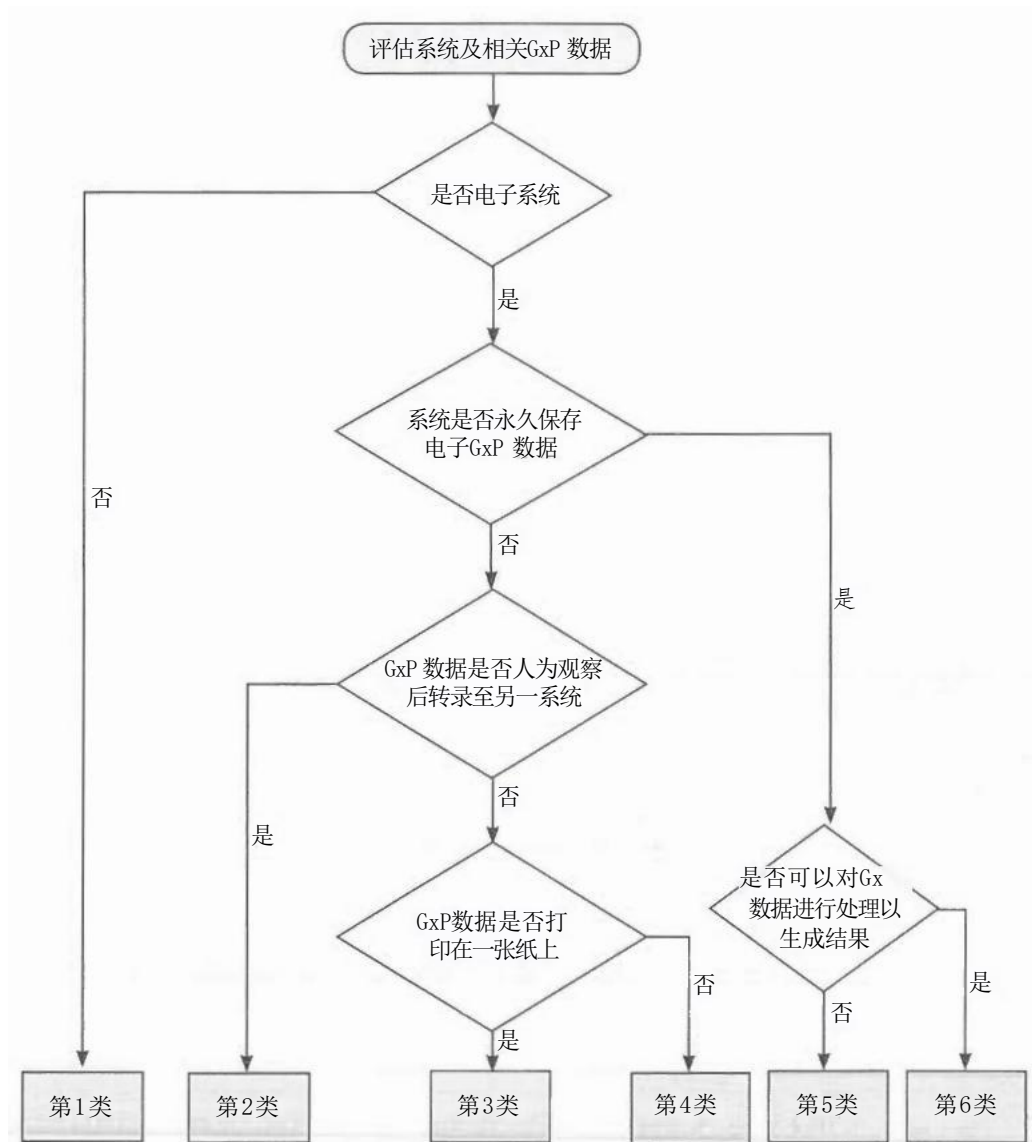 评估系统及相关GxP 数据
是否电子系统
是
系统是否永久保存
电子GxP 数据
否
否
是
GxP 数据是否人为观察
后转录至另一系统
否
是
是否可以对Gx
数据进行处理以
生成结果
GxP数据是否打
印在一张纸上
否
是
否
是
第1类
第2类
第3类
第4类
第5类
第6类